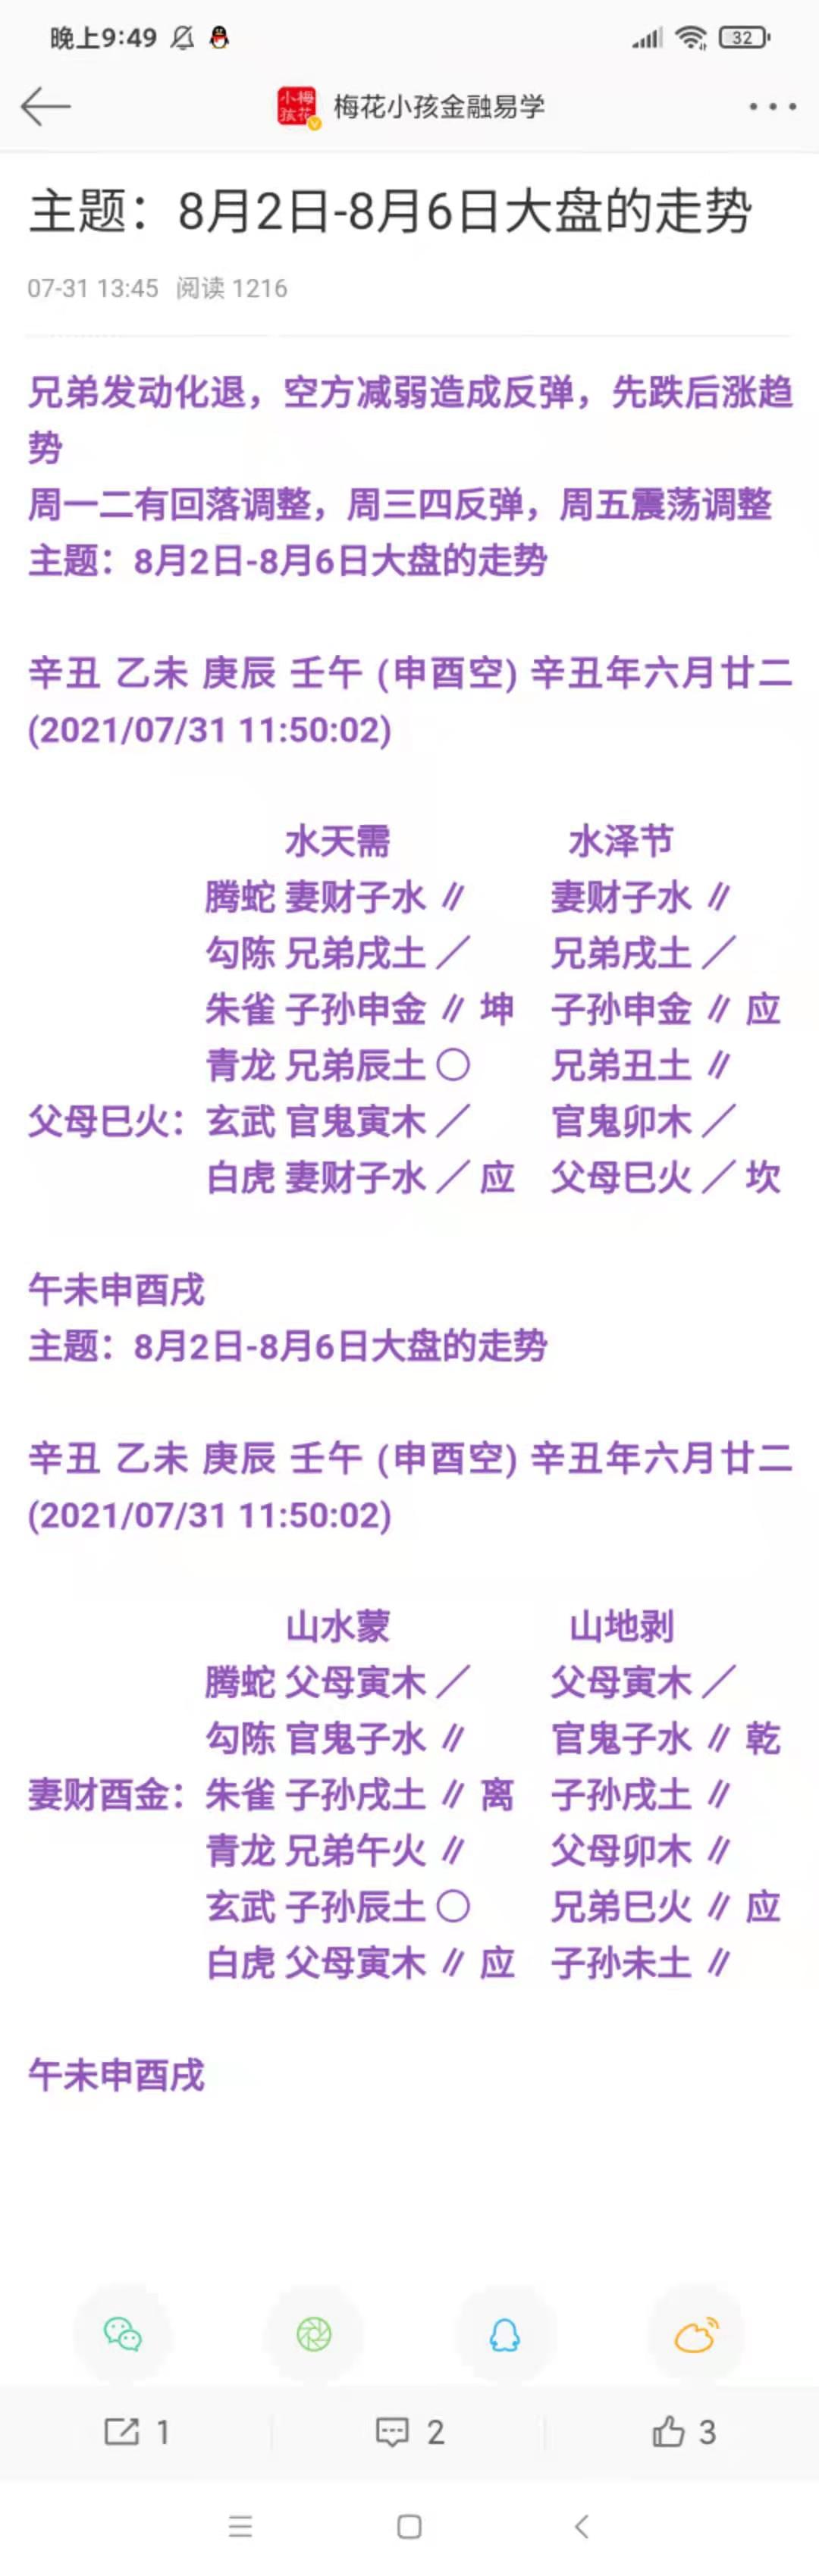 晚上9:49
32
小梅
孩花
梅花小孩金融易学
主题：8月2日-8月6日大盘的走势
07-31 13:45 阅读 1216
兄弟发动化退，空方减弱造成反弹，先跌后涨趋
势
周一二有回落调整，周三四反弹，周五震荡调整
主题：8月2日-8月6日大盘的走势
辛丑 乙未 庚辰 壬午 (申酉空) 辛丑年六月廿二
(2021/07/31 11:50:02)
水天需 水泽节
腾蛇 妻财子水 ∥ 妻财子水 ∥
勾陈 兄弟戌土 ／ 兄弟戌土 ／
朱雀 子孙申金 ∥ 坤 子孙申金 ∥ 应
青龙 兄弟辰土 〇 兄弟丑土 ∥
父母巳火：玄武 官鬼寅木 ／ 官鬼卯木 ／
白虎 妻财子水 ／ 应 父母巳火 ／ 坎
午未申酉戌
主题：8月2日-8月6日大盘的走势
辛丑 乙未 庚辰 壬午 (申酉空) 辛丑年六月廿二
(2021/07/31 11:50:02)
山水蒙 山地剥
腾蛇 父母寅木 ／ 父母寅木 ／
勾陈 官鬼子水 ∥ 官鬼子水 ∥ 乾
妻财酉金：朱雀 子孙戌土 ∥ 离 子孙戌土 ∥
青龙 兄弟午火 ∥ 父母卯木 ∥
玄武 子孙辰土 〇 兄弟巳火 ∥ 应
白虎 父母寅木 ∥ 应 子孙未土 ∥
午未申酉戌
1 2 3